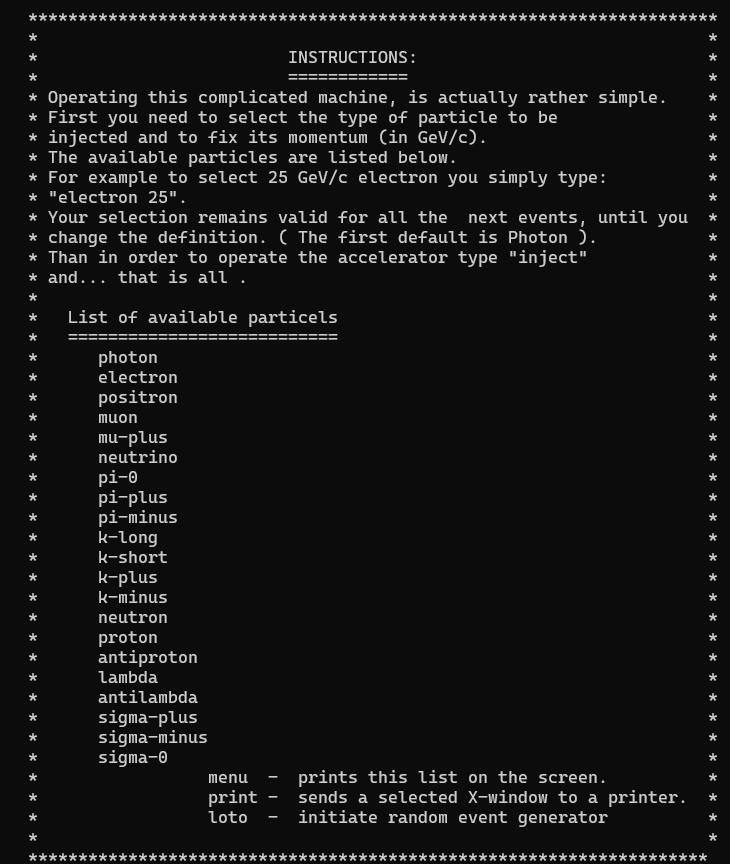 *********************************************************************
*                                                                   *
*                         INSTRUCTIONS:                             *
*                         ============                              *
* Operating this complicated machine, is actually rather simple.    *
* First you need to select the type of particle to be               *
* injected and to fix its momentum (in GeV/c).                      *
* The available particles are listed below.                         *
* For example to select 25 GeV/c electron you simply type:          *
* "electron 25".                                                    *
* Your selection remains valid for all the  next events, until you  *
* change the definition. ( The first default is Photon ).           *
* Than in order to operate the accelerator type "inject"            *
* and... that is all .                                              *
*                                                                   *
*   List of available particels                                     *
*   ===========================                                     *
*      photon                                                       *
*      electron                                                     *
*      positron                                                     *
*      muon                                                         *
*      mu-plus                                                      *
*      neutrino                                                     *
*      pi-0                                                         *
*      pi-plus                                                      *
*      pi-minus                                                     *
*      k-long                                                       *
*      k-short                                                      *
*      k-plus                                                       *
*      k-minus                                                      *
*      neutron                                                      *
*      proton                                                       *
*      antiproton                                                   *
*      lambda                                                       *
*      antilambda                                                   *
*      sigma-plus                                                   *
*      sigma-minus                                                  *
*      sigma-0                                                      *
*                 menu  -  prints this list on the screen.          *
*                 print -  sends a selected X-window to a printer.  *
*                 loto  -  initiate random event generator          *
*                                                                   *
********************************************************************